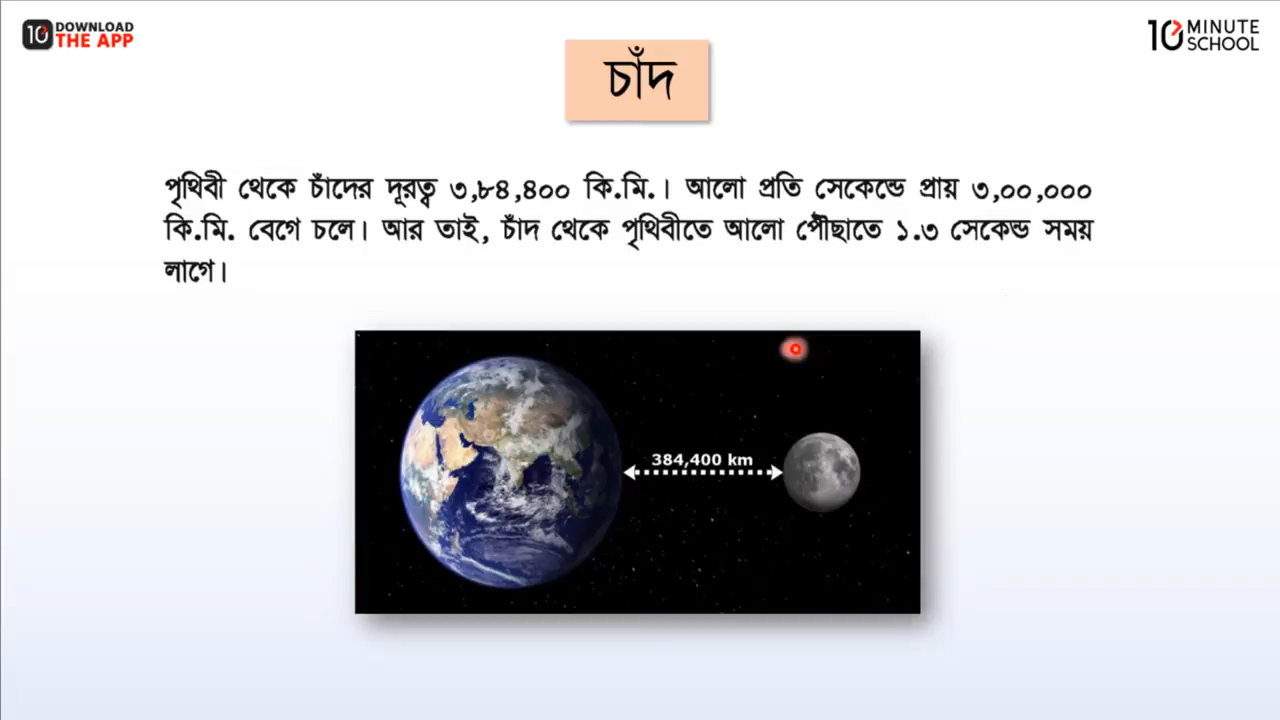 DOWNLOAD
THE APP
10 MINUTE
SCHOOL
চাঁদ
পৃথিবী থেকে চাঁদের দূরত্ব ৩,৮৪,৪০০ কি.মি.। আলো প্রতি সেকেন্ডে প্রায় ৩,০০,০০০
কি.মি. বেগে চলে। আর তাই, চাঁদ থেকে পৃথিবীতে আলো পৌঁছাতে ১.৩ সেকেন্ড সময়
লাগে।
384,400 km